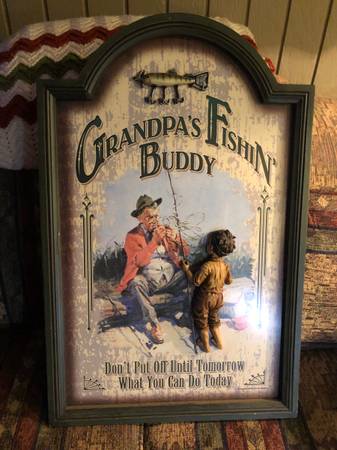 GRANDPA'S FISHIN'
BUDDY
Don't Put Off Until Tomorrow
What You Can Do Today